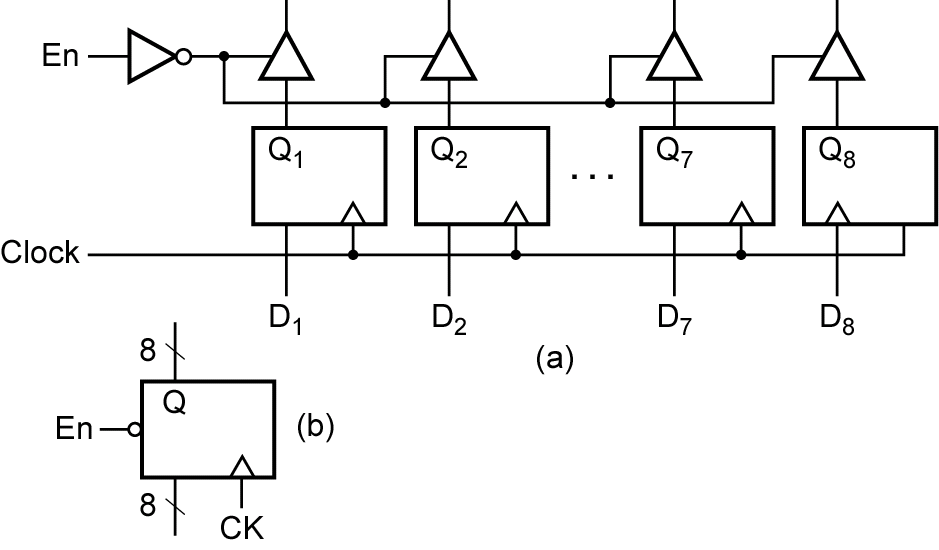 En
Q1 Q2 ... Q7 Q8
Clock
D1 D2 D7 D8
(a)
8
Q
En
(b)
8
CK